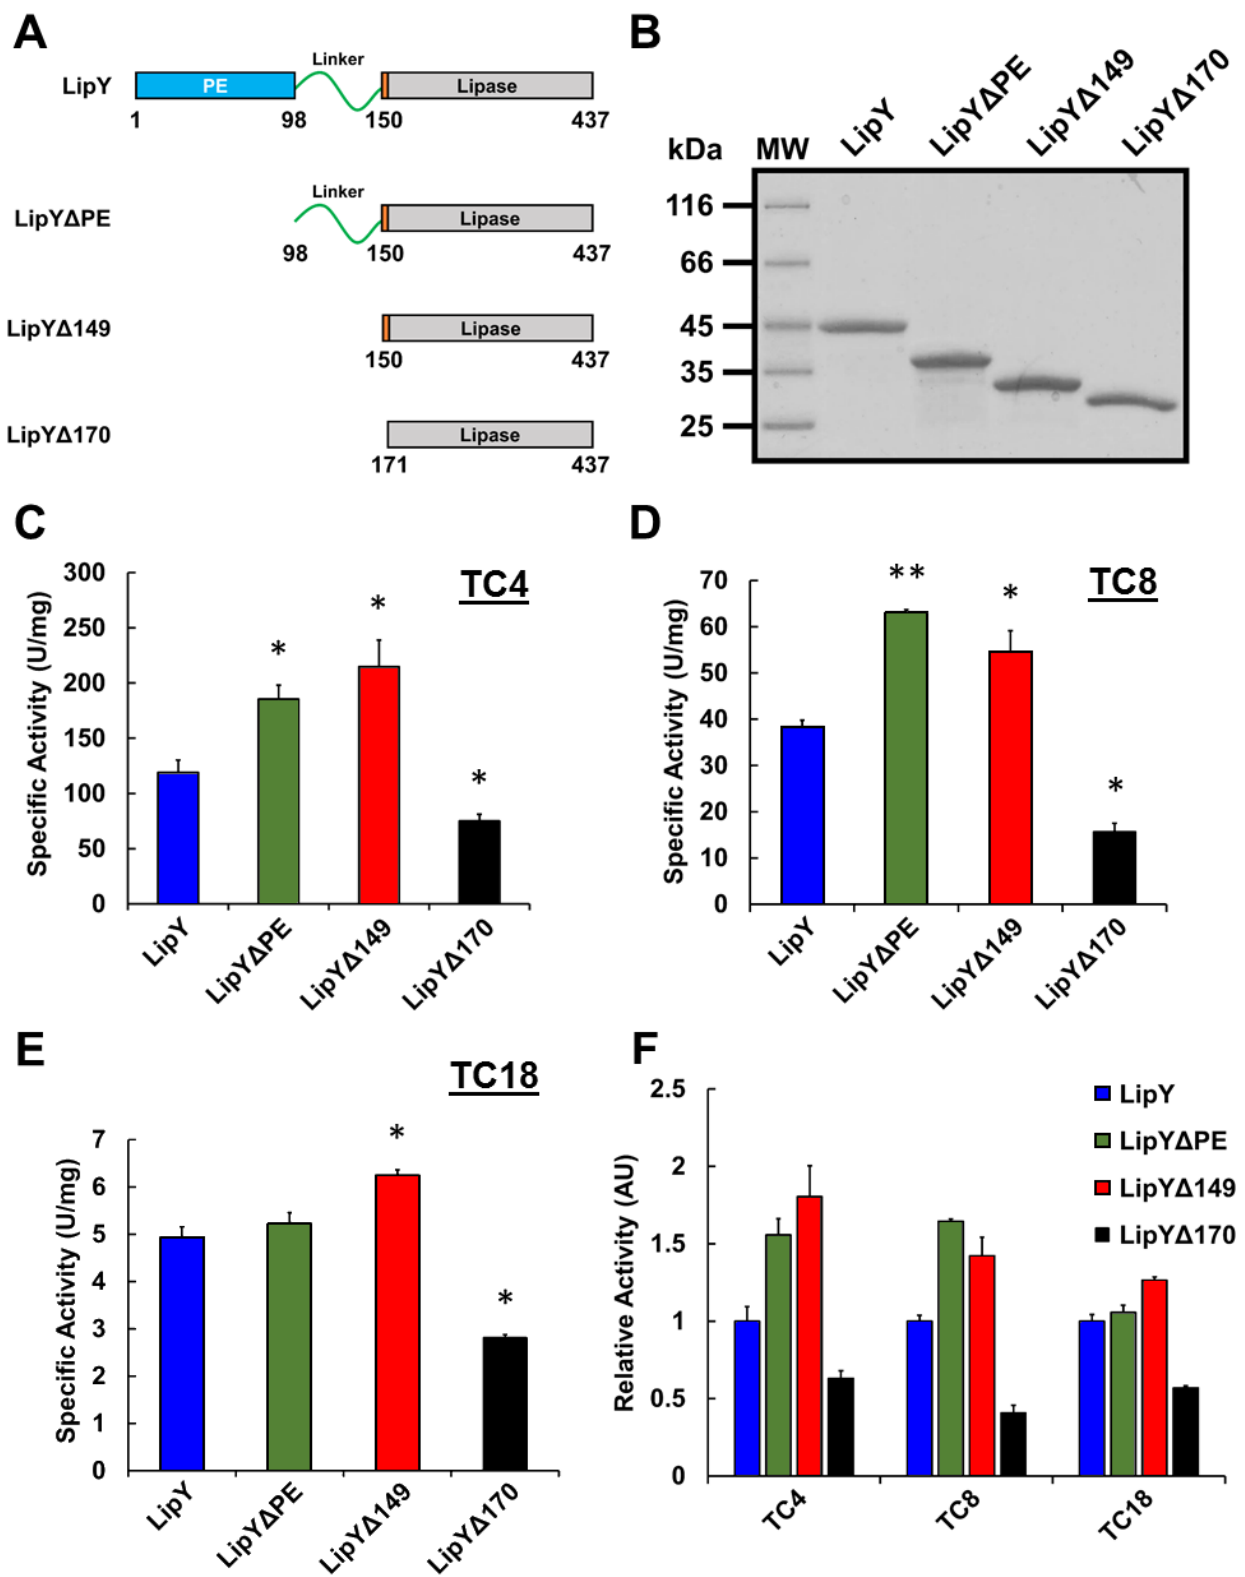 A
Linker
LipY
PE
Lipase
1
98
150
437
Linker
LipYΔPE
Lipase
98
150
437
LipYΔ149
Lipase
150
437
LipYΔ170
Lipase
171
437
B
kDa
MW
LipY
LipYΔPE
LipYΔ149
LipYΔ170
116
66
45
35
25
C
TC4
Specific Activity (U/mg)
300
250
200
150
100
50
0
*
*
*
LipY
LipYΔPE
LipYΔ149
LipYΔ170
D
TC8
Specific Activity (U/mg)
70
60
50
40
30
20
10
0
**
*
*
LipY
LipYΔPE
LipYΔ149
LipYΔ170
E
TC18
Specific Activity (U/mg)
7
6
5
4
3
2
1
0
*
*
LipY
LipYΔPE
LipYΔ149
LipYΔ170
F
Relative Activity (AU)
2.5
2
1.5
1
0.5
0
LipY
LipYΔPE
LipYΔ149
LipYΔ170
TC4
TC8
TC18